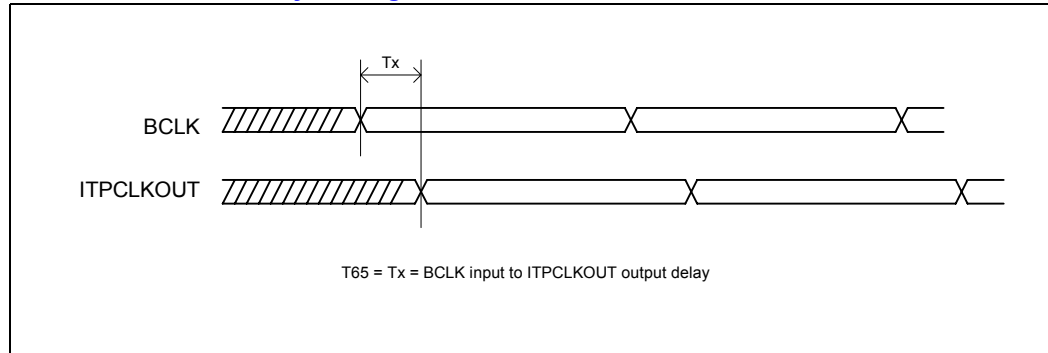 Tx
BCLK
ITPCLKOUT
T65 = Tx = BCLK input to ITPCLKOUT output delay